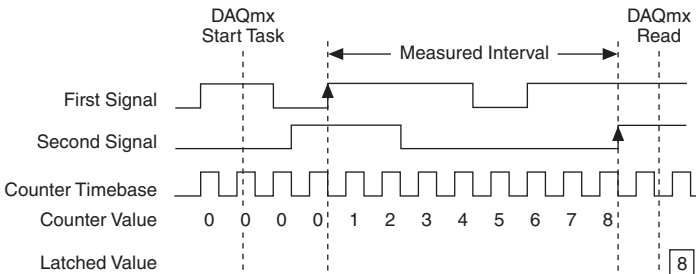 DAQmx
Start Task
DAQmx
Read
Measured Interval
First Signal
Second Signal
Counter Timebase
Counter Value 0 0 0 0 1 2 3 4 5 6 7 8
Latched Value 8